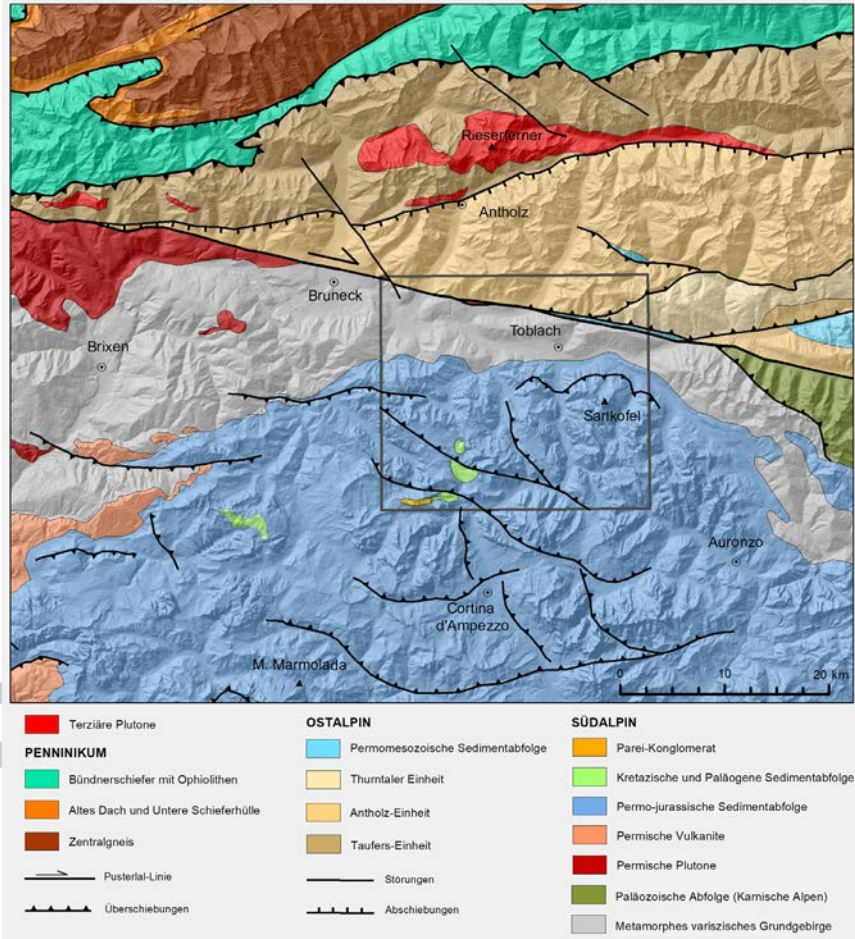 Rieserferner
Antholz
Bruneck
Toblach
Brixen
Sarlkofel
Auronzo
Cortina
d'Ampezzo
M. Marmolada
0 10 20 km
Terziäre Plutone
PENNINIKUM
Bündnerschiefer mit Ophiolithen
Altes Dach und Untere Schieferhülle
Zentralgneis
Pusterlal-Linie
Überschiebungen
OSTALPIN
Permomesozoische Sedimentabfolge
Thurntaler Einheit
Antholz-Einheit
Taufers-Einheit
Störungen
Abschiebungen
SÜDALPIN
Parei-Konglomerat
Kretazische und Paläogene Sedimentabfolge
Permo-jurassische Sedimentabfolge
Permische Vulkanite
Permische Plutone
Paläozoische Abfolge (Karnische Alpen)
Metamorphes variszisches Grundgebirge